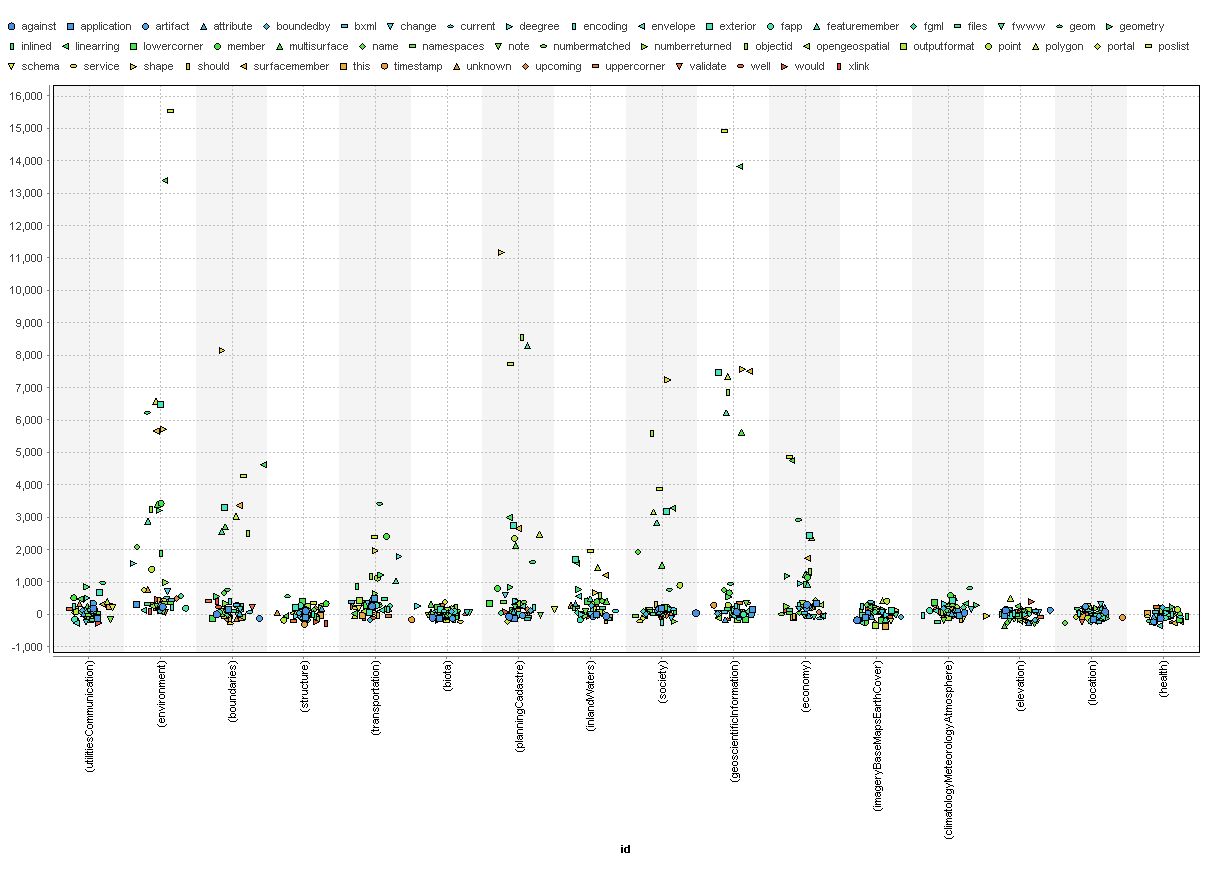 against application artifact attribute boundedby bxml change current deegree encoding envelope exterior fapp featuremember fgml files fwww geom geometry
inlined linearring lowercorner member multisurface name namespaces note numbermatched numberreturned objectid opengeospatial outputformat point polygon portal poslist
schema service shape should surfacemember this timestamp unknown upcoming uppercorner validate well would xlink
16,000
15,000
14,000
13,000
12,000
11,000
10,000
9,000
8,000
7,000
6,000
5,000
4,000
3,000
2,000
1,000
0
-1,000
(utilitiesCommunication)
(environment)
(boundaries)
(structure)
(transportation)
(biota)
(planningCadastre)
(inlandWaters)
(society)
(geoscientificInformation)
(economy)
(imageryBaseMapsEarthCover)
(climatologyMeteorologyAtmosphere)
(elevation)
(location)
(health)
id